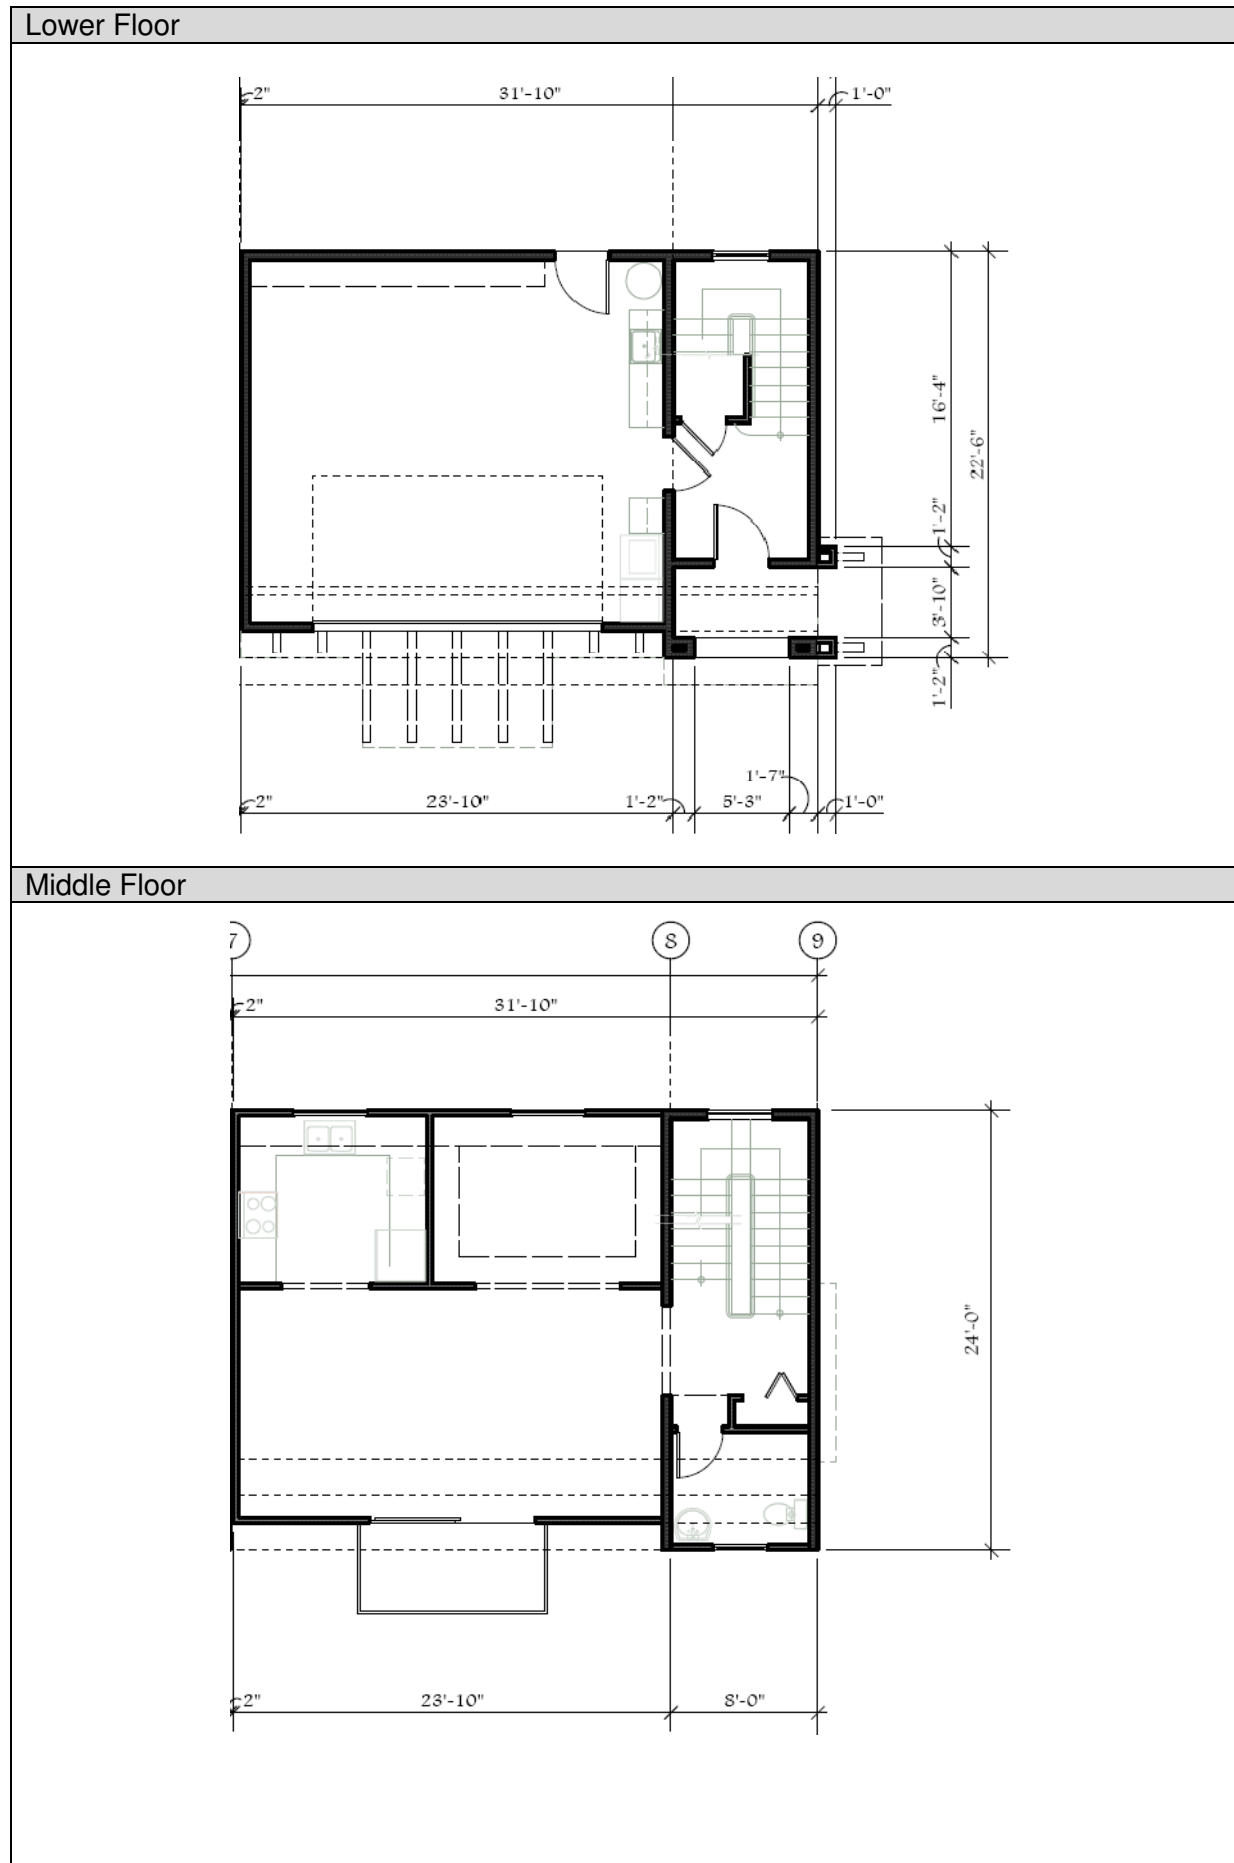 Lower Floor
2" 31'-10" 1'-0"
16'-4"
22'-6"
1'-2"
3'-10"
1'-2"
1'-7"
2" 23'-10" 1'-2" 5'-3" 1'-0"
Middle Floor
7 8 9
2" 31'-10"
24'-0"
2" 23'-10" 8'-0"